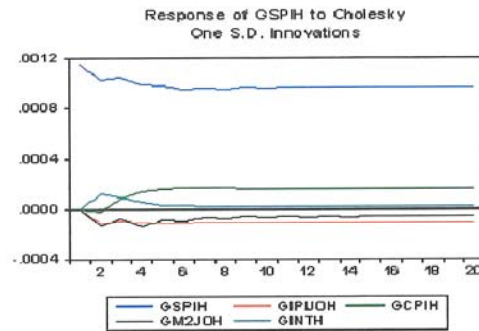 Response of GSPIH to Cholesky
One S.D. Innovations
.0012
.0008
.0004
.0000
-.0004
2 4 6 8 10 12 14 16 18 20
GSPIH GIPIJOH GCPIH
GM2JOH GINTH